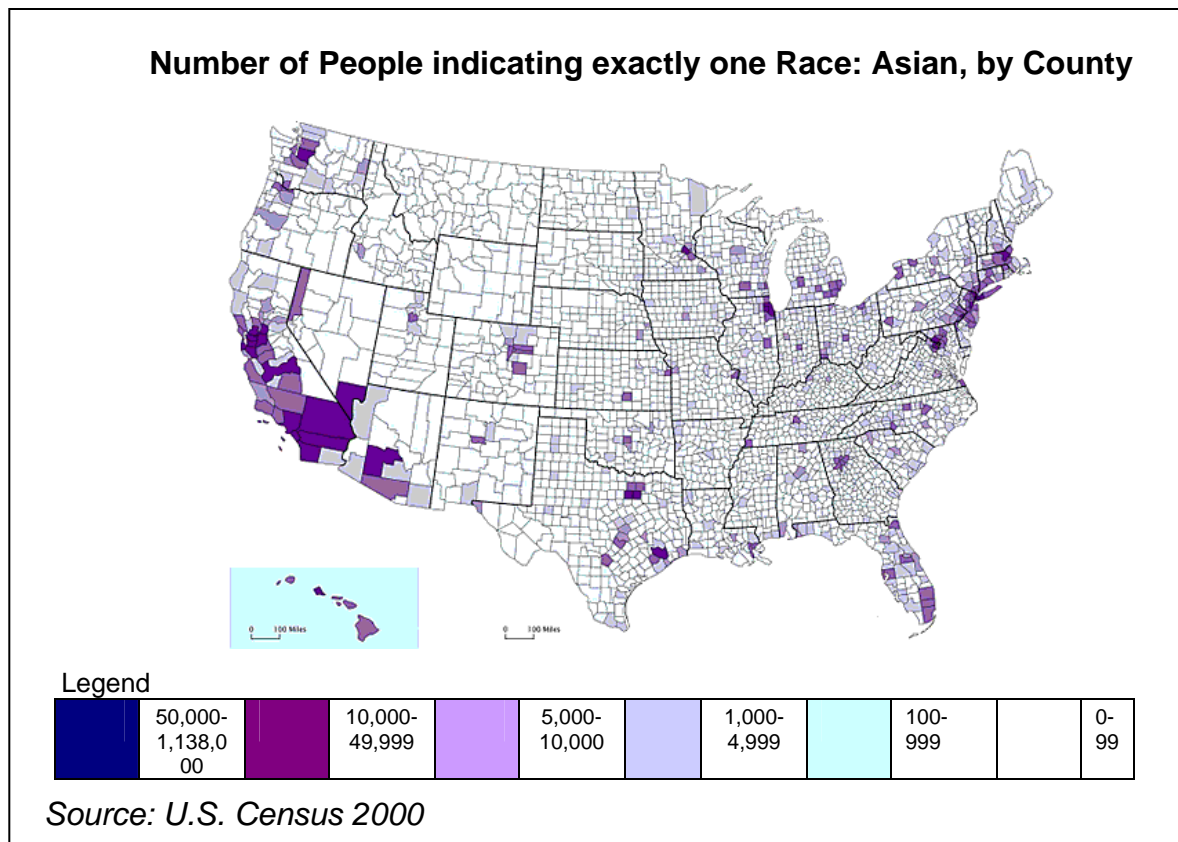 Number of People indicating exactly one Race: Asian, by County
0 100 Miles
0 100 Miles
Legend
50,000-
1,138,0
00
10,000-
49,999
5,000-
10,000
1,000-
4,999
100-
999
0-
99
Source: U.S. Census 2000